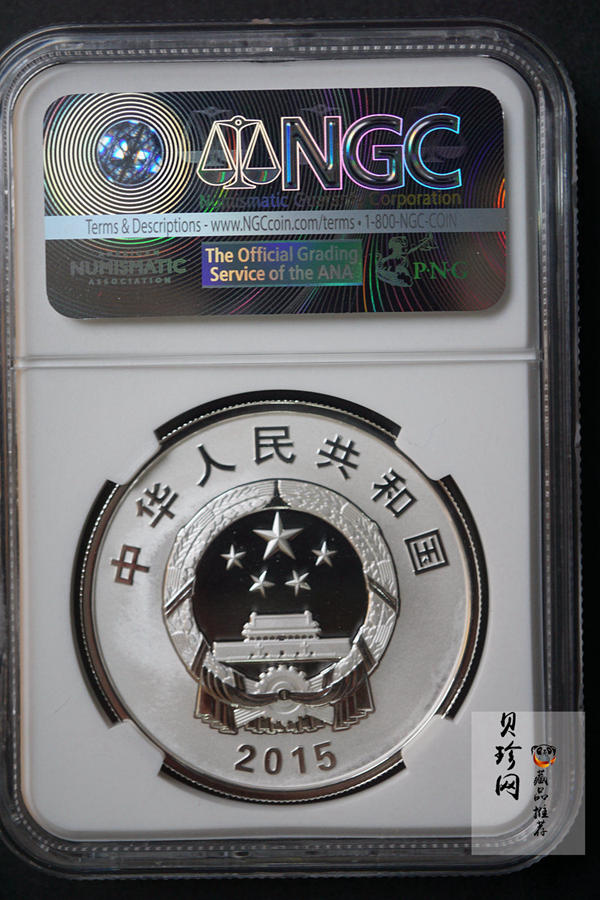 NGC
Numismatic Guaranty Corporation
Terms & Descriptions - www.NGCcoin.com/terms • 1-800-NGC-COIN
NUMISMATIC
ASSOCIATION
The Official Grading
Service of the ANA
P·N·G
中华人民共和国
2015
贝珍网
藏品推荐